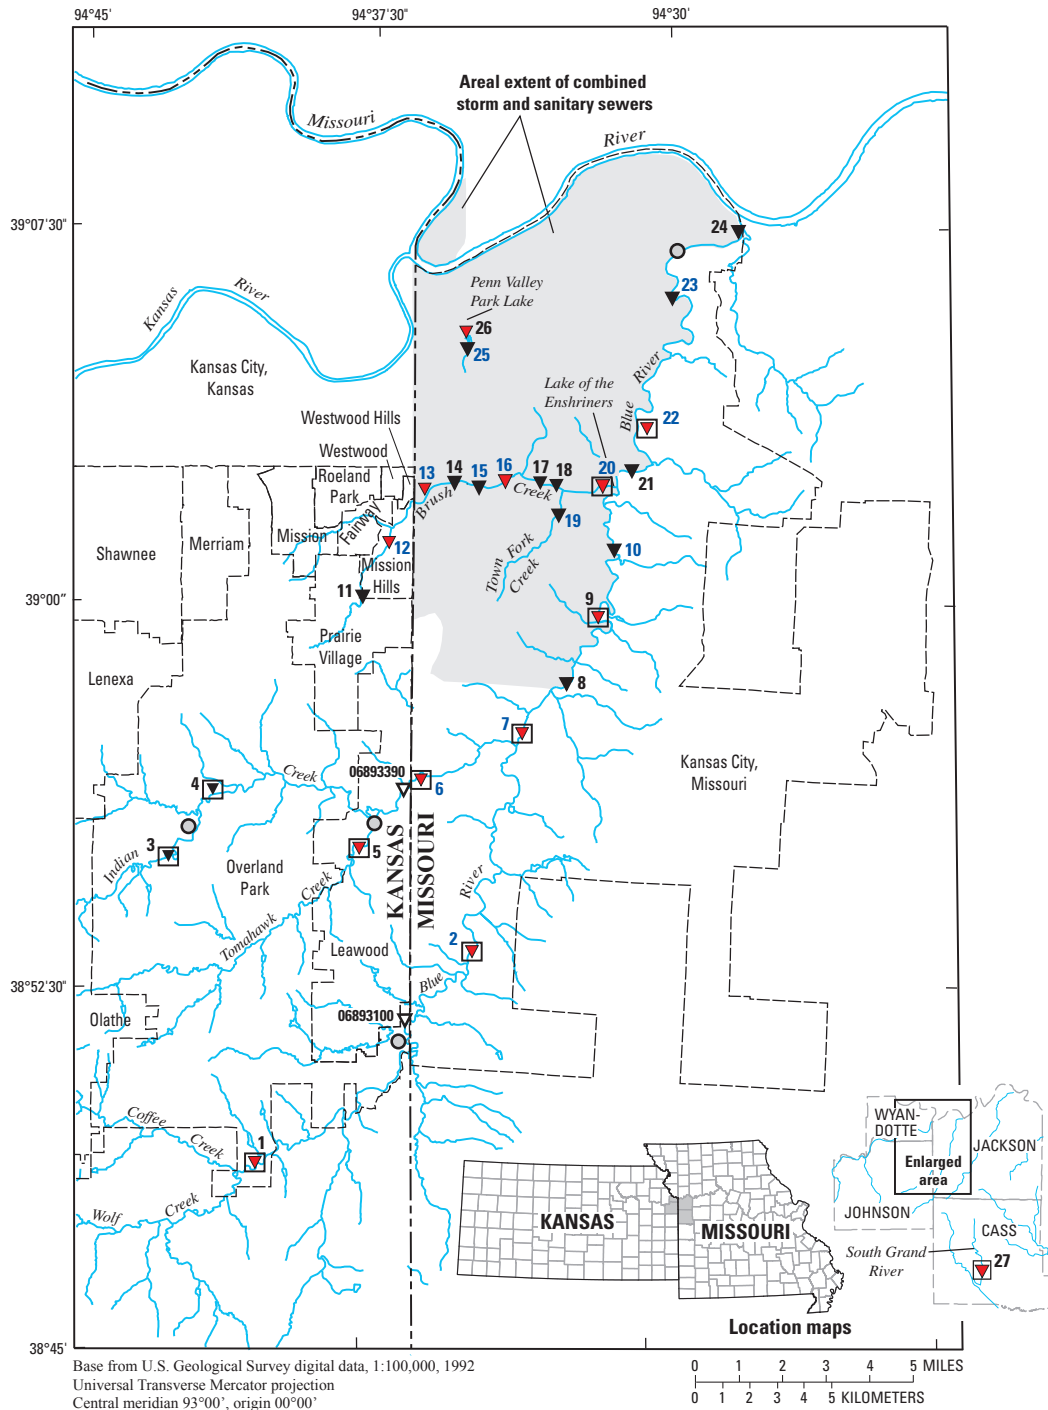 94°45'
94°37'30"
94°30'
Areal extent of combined
storm and sanitary sewers
Missouri
River
39°07'30"
24
23
Penn Valley
Park Lake
26
25
Kansas
River
Kansas City,
Kansas
Lake of the
Enshriners
Blue
River
22
Westwood Hills
Westwood
Roeland
Park
13
14
15
16
17
18
20
21
Brush
Creek
19
Shawnee
Merriam
Mission
Fairway
12
Mission
Hills
Town Fork
Creek
10
39°00'
11
9
Prairie
Village
Lenexa
8
7
Kansas City,
Missouri
06893390
6
4
Creek
3
Indian
5
KANSAS
MISSOURI
Overland
Park
Creek
Tomahawk
River
2
Leawood
Blue
38°52'30"
06893100
Olathe
Coffee
Creek
1
Wolf
Creek
WYAN-
DOTTE
JACKSON
Enlarged
area
JOHNSON
CASS
South Grand
River
27
KANSAS
MISSOURI
Location maps
38°45'
Base from U.S. Geological Survey digital data, 1:100,000, 1992
Universal Transverse Mercator projection
Central meridian 93°00', origin 00°00'
0 1 2 3 4 5 MILES
0 1 2 3 4 5 KILOMETERS